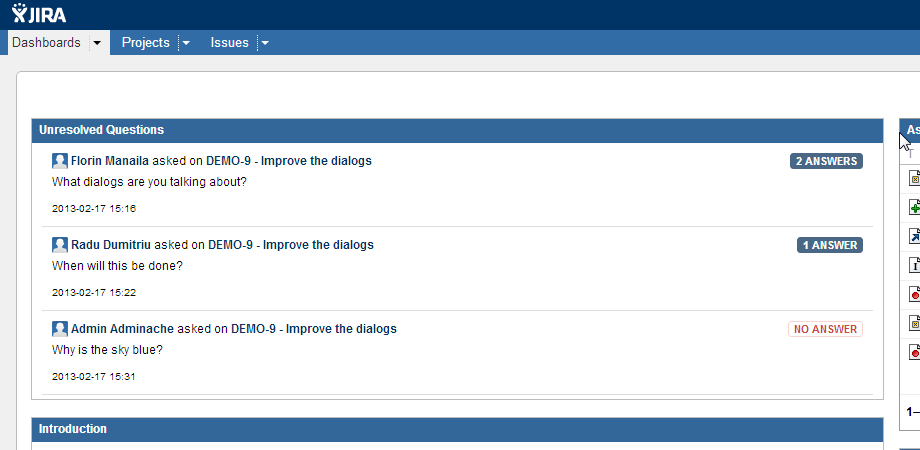 JIRA
Dashboards Projects Issues
Unresolved Questions
Florin Manaila asked on DEMO-9 - Improve the dialogs 2 ANSWERS
What dialogs are you talking about?
2013-02-17 15:16
Radu Dumitriu asked on DEMO-9 - Improve the dialogs 1 ANSWER
When will this be done?
2013-02-17 15:22
Admin Adminache asked on DEMO-9 - Improve the dialogs NO ANSWER
Why is the sky blue?
2013-02-17 15:31
Introduction
As
T
1–